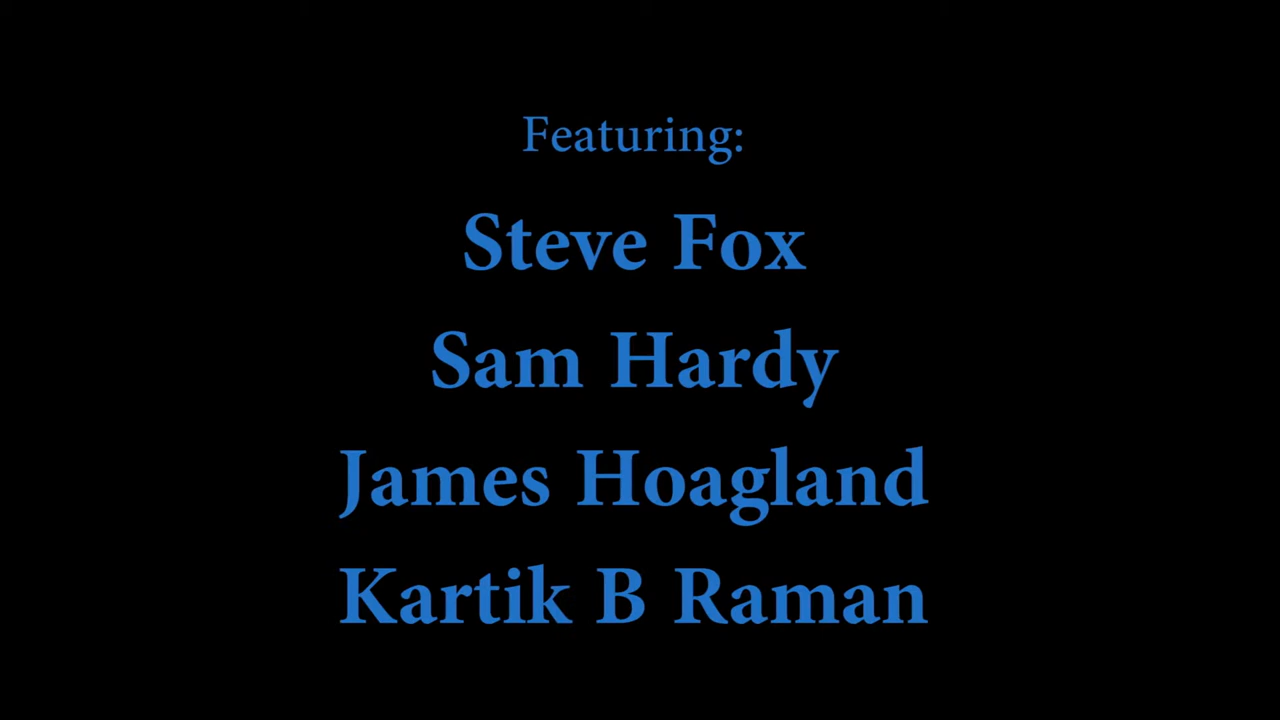 Featuring:
Steve Fox
Sam Hardy
James Hoagland
Kartik B Raman